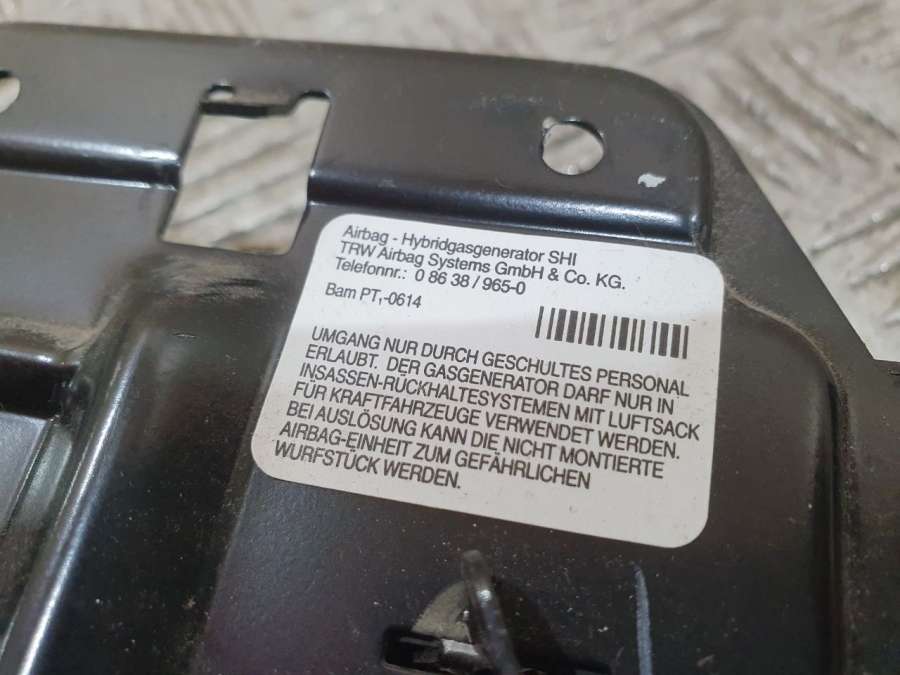 Airbag - Hybridgasgenerator SHI
TRW Airbag Systems GmbH & Co. KG.
Telefonnr.: 0 86 38 / 965-0
Bam PT,-0614
UMGANG NUR DURCH GESCHULTES PERSONAL
ERLAUBT. DER GASGENERATOR DARF NUR IN
INSASSEN-RÜCKHALTESYSTEMEN MIT LUFTSACK
FÜR KRAFTFAHRZEUGE VERWENDET WERDEN.
BEI AUSLÖSUNG KANN DIE NICHT MONTIERTE
AIRBAG-EINHEIT ZUM GEFÄHRLICHEN
WURFSTÜCK WERDEN.